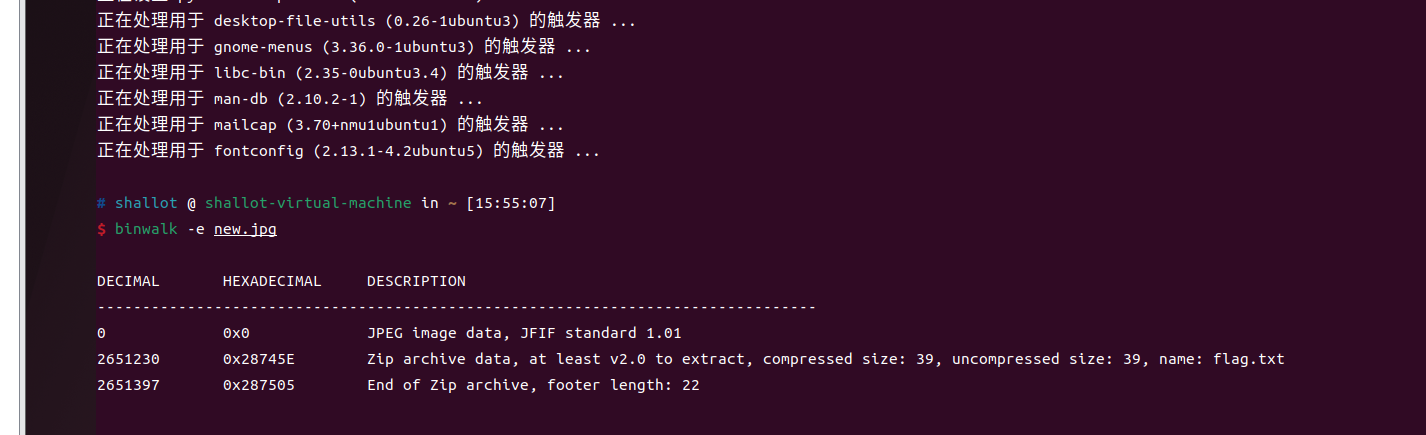 正在处理用于 desktop-file-utils (0.26-1ubuntu3) 的触发器 ...
正在处理用于 gnome-menus (3.36.0-1ubuntu3) 的触发器 ...
正在处理用于 libc-bin (2.35-0ubuntu3.4) 的触发器 ...
正在处理用于 man-db (2.10.2-1) 的触发器 ...
正在处理用于 mailcap (3.70+nmu1ubuntu1) 的触发器 ...
正在处理用于 fontconfig (2.13.1-4.2ubuntu5) 的触发器 ...
# shallot @ shallot-virtual-machine in ~ [15:55:07]
$ binwalk -e new.jpg
DECIMAL       HEXADECIMAL     DESCRIPTION
--------------------------------------------------------------------------------
0             0x0             JPEG image data, JFIF standard 1.01
2651230       0x28745E        Zip archive data, at least v2.0 to extract, compressed size: 39, uncompressed size: 39, name: flag.txt
2651397       0x287505        End of Zip archive, footer length: 22